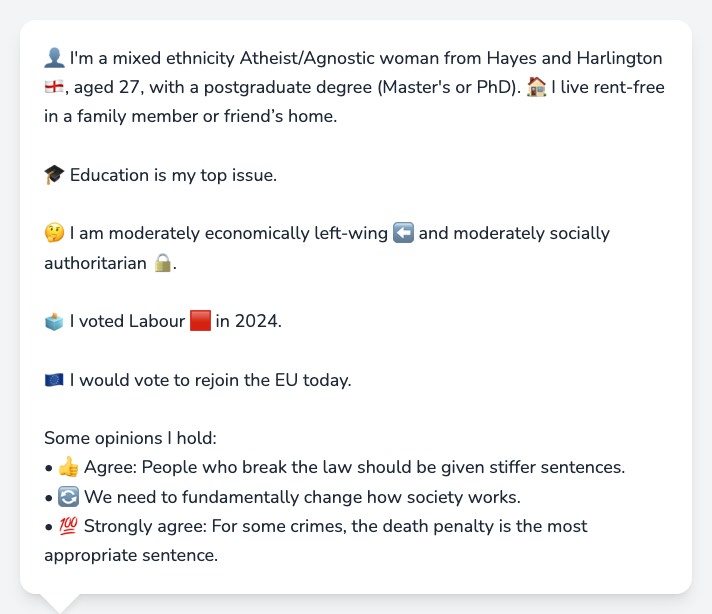 👤 I'm a mixed ethnicity Atheist/Agnostic woman from Hayes and Harlington
🏴󠁧󠁢󠁥󠁮󠁧󠁿, aged 27, with a postgraduate degree (Master's or PhD). 🏠 I live rent-free
in a family member or friend’s home.
🎓 Education is my top issue.
🤔 I am moderately economically left-wing ⬅️ and moderately socially
authoritarian 🔒.
🗳️ I voted Labour 🟥 in 2024.
🇪🇺 I would vote to rejoin the EU today.
Some opinions I hold:
• 👍 Agree: People who break the law should be given stiffer sentences.
• 🔄 We need to fundamentally change how society works.
• 💯 Strongly agree: For some crimes, the death penalty is the most
appropriate sentence.